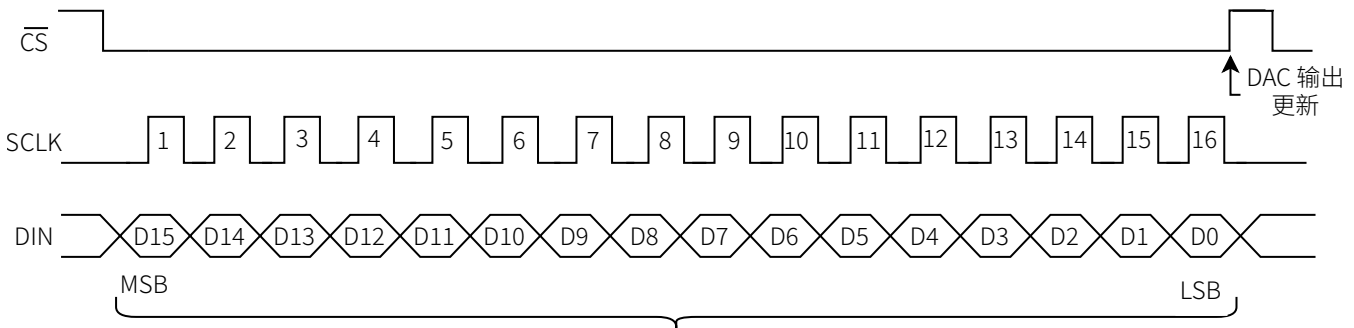 CS
DAC 输出
更新
SCLK 1 2 3 4 5 6 7 8 9 10 11 12 13 14 15 16
DIN D15 D14 D13 D12 D11 D10 D9 D8 D7 D6 D5 D4 D3 D2 D1 D0
MSB LSB